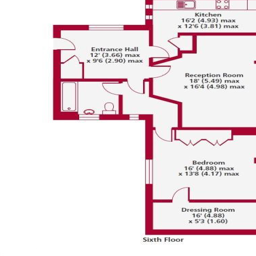 Kitchen
16'2 (4.93) max
x 12'6 (3.81) max
Entrance Hall
12' (3.66) max
x 9'6 (2.90) max
Reception Room
18' (5.49) max
x 16'4 (4.98) max
Bedroom
16' (4.88) max
x 13'8 (4.17) max
Dressing Room
16' (4.88)
x 5'3 (1.60)
Sixth Floor